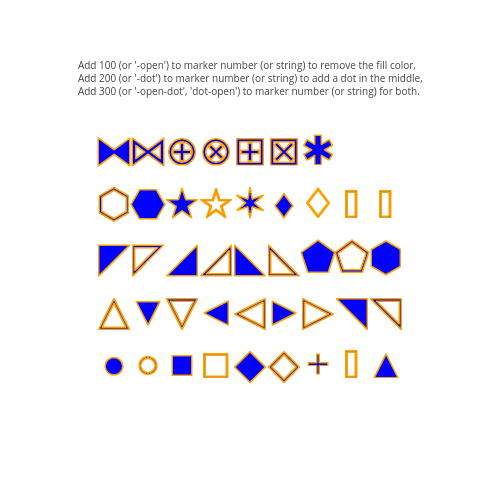 Add 100 (or '-open') to marker number (or string) to remove the fill color,
Add 200 (or '-dot') to marker number (or string) to add a dot in the middle,
Add 300 (or '-open-dot', 'dot-open') to marker number (or string) for both.